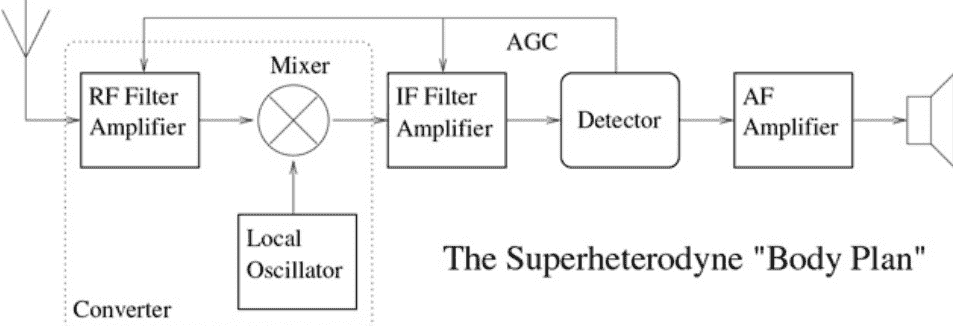 AGC
Mixer
RF Filter
Amplifier
IF Filter
Amplifier
Detector
AF
Amplifier
Local
Oscillator
The Superheterodyne "Body Plan"
Converter